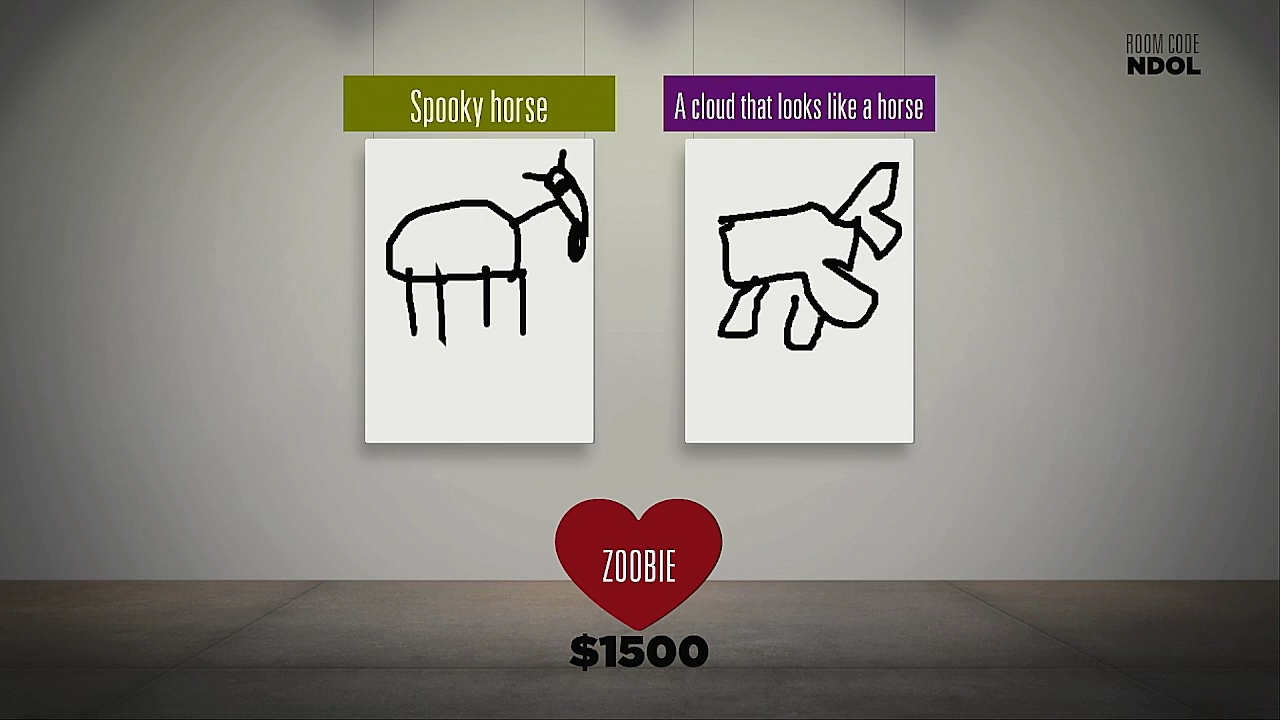 ROOM CODE
NDOL
Spooky horse
A cloud that looks like a horse
ZOOBIE
$1500